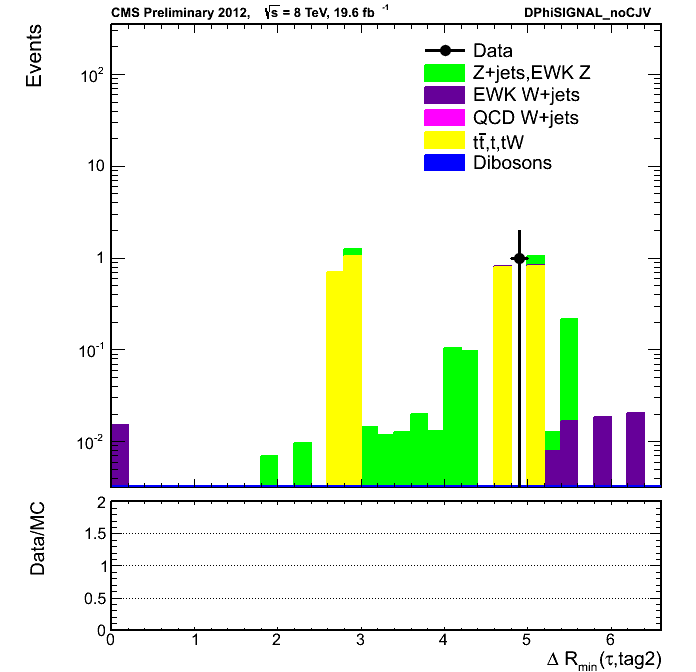 CMS Preliminary 2012, √s = 8 TeV, 19.6 fb⁻¹ DPhiSIGNAL_noCJV
Events
Data
Z+jets,EWK Z
EWK W+jets
QCD W+jets
tt̄,t,tW
Dibosons
10²
10
1
10⁻¹
10⁻²
Data/MC
2
1.5
1
0.5
0
0 1 2 3 4 5 6
Δ R_min(τ,tag2)